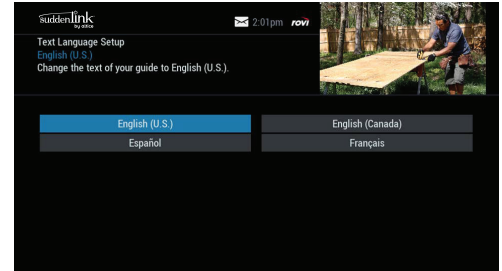 suddenlink
by altice
2:01pm rovi
Text Language Setup
English (U.S.)
Change the text of your guide to English (U.S.).
English (U.S.) English (Canada)
Español Français